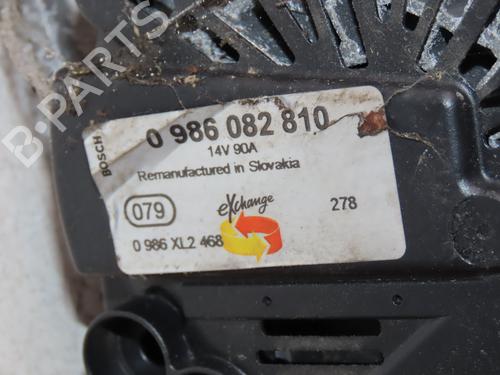 BOSCH
0 986 082 810
14V 90A
Remanufactured in Slovakia
079
eXchange
278
0 986 XL2 468
B-PARTS